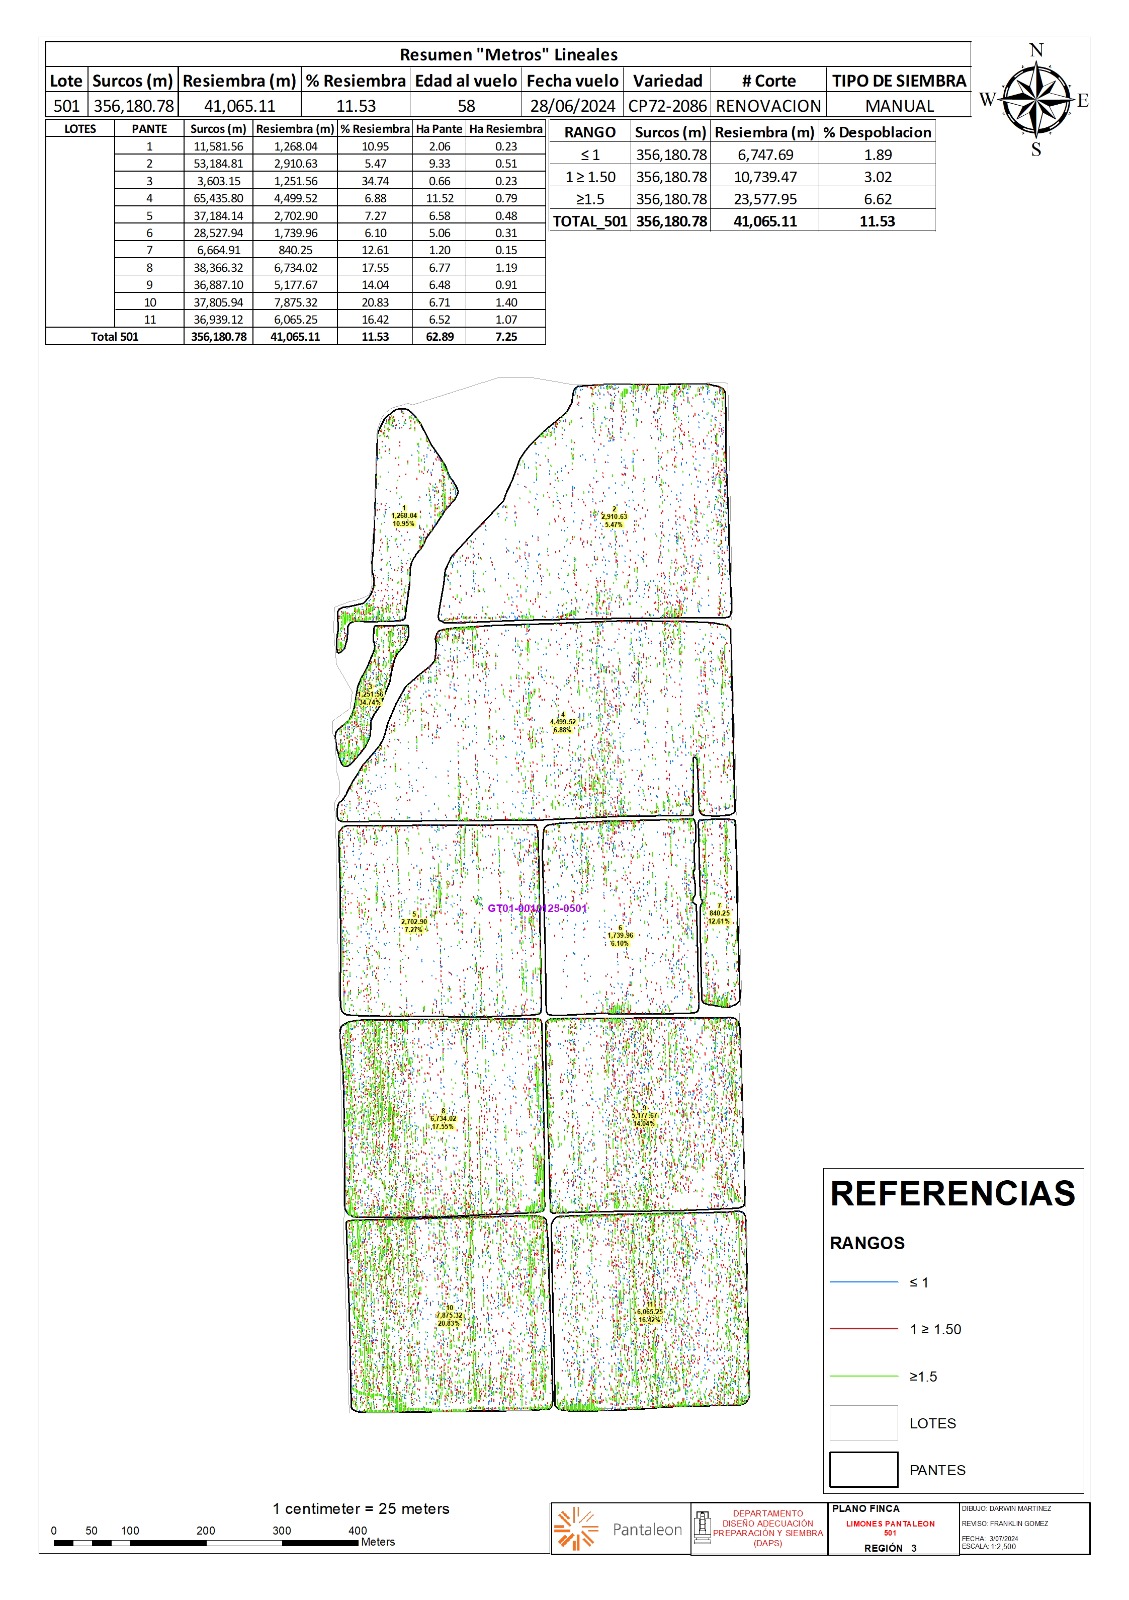 Resumen "Metros" Lineales
Lote Surcos (m) Resiembra (m) % Resiembra Edad al vuelo Fecha vuelo Variedad # Corte TIPO DE SIEMBRA
501 356,180.78 41,065.11 11.53 58 28/06/2024 CP72-2086 RENOVACION MANUAL
N
W E
S
LOTES PANTE Surcos (m) Resiembra (m) % Resiembra Ha Pante Ha Resiembra
1 11,581.56 1,268.04 10.95 2.06 0.23
2 53,184.81 2,910.63 5.47 9.33 0.51
3 3,603.15 1,251.56 34.74 0.66 0.23
4 65,435.80 4,499.52 6.88 11.52 0.79
5 37,184.14 2,702.90 7.27 6.58 0.48
6 28,527.94 1,739.96 6.10 5.06 0.31
7 6,664.91 840.25 12.61 1.20 0.15
8 38,366.32 6,734.02 17.55 6.77 1.19
9 36,887.10 5,177.67 14.04 6.48 0.91
10 37,805.94 7,875.32 20.83 6.71 1.40
11 36,939.12 6,065.25 16.42 6.52 1.07
Total 501 356,180.78 41,065.11 11.53 62.89 7.25
RANGO Surcos (m) Resiembra (m) % Despoblacion
≤ 1 356,180.78 6,747.69 1.89
1 ≥ 1.50 356,180.78 10,739.47 3.02
≥1.5 356,180.78 23,577.95 6.62
TOTAL_501 356,180.78 41,065.11 11.53
1
1,268.04
10.95%
2
2,910.63
5.47%
3
1,251.56
34.74%
4
4,499.52
6.88%
5
2,702.90
7.27%
GT01-0010125-0501
6
1,739.96
6.10%
7
840.25
12.61%
8
6,734.02
17.55%
9
5,177.67
14.04%
10
7,875.32
20.83%
11
6,065.25
16.42%
REFERENCIAS
RANGOS
≤ 1
1 ≥ 1.50
≥1.5
LOTES
PANTES
1 centimeter = 25 meters
0 50 100 200 300 400
Meters
Pantaleon
DEPARTAMENTO
DISEÑO ADECUACIÓN
PREPARACIÓN Y SIEMBRA
(DAPS)
PLANO FINCA
LIMONES PANTALEON
501
REGIÓN 3
DIBUJO: DARWIN MARTINEZ
REVISO: FRANKLIN GOMEZ
FECHA: 3/07/2024
ESCALA: 1:2,500